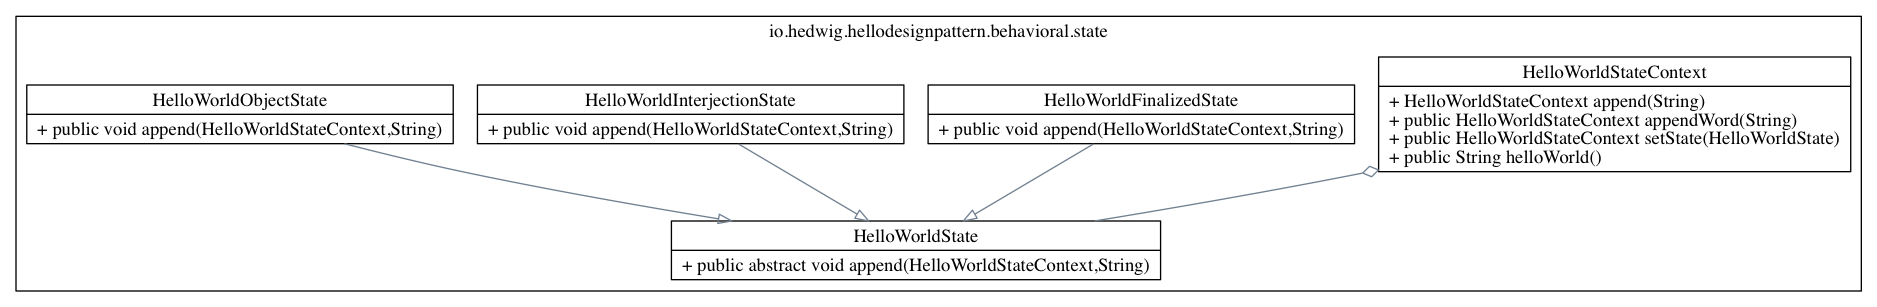 io.hedwig.hellodesignpattern.behavioral.state
HelloWorldObjectState
+ public void append(HelloWorldStateContext,String)
HelloWorldInterjectionState
+ public void append(HelloWorldStateContext,String)
HelloWorldFinalizedState
+ public void append(HelloWorldStateContext,String)
HelloWorldStateContext
+ HelloWorldStateContext append(String)
+ public HelloWorldStateContext appendWord(String)
+ public HelloWorldStateContext setState(HelloWorldState)
+ public String helloWorld()
HelloWorldState
+ public abstract void append(HelloWorldStateContext,String)